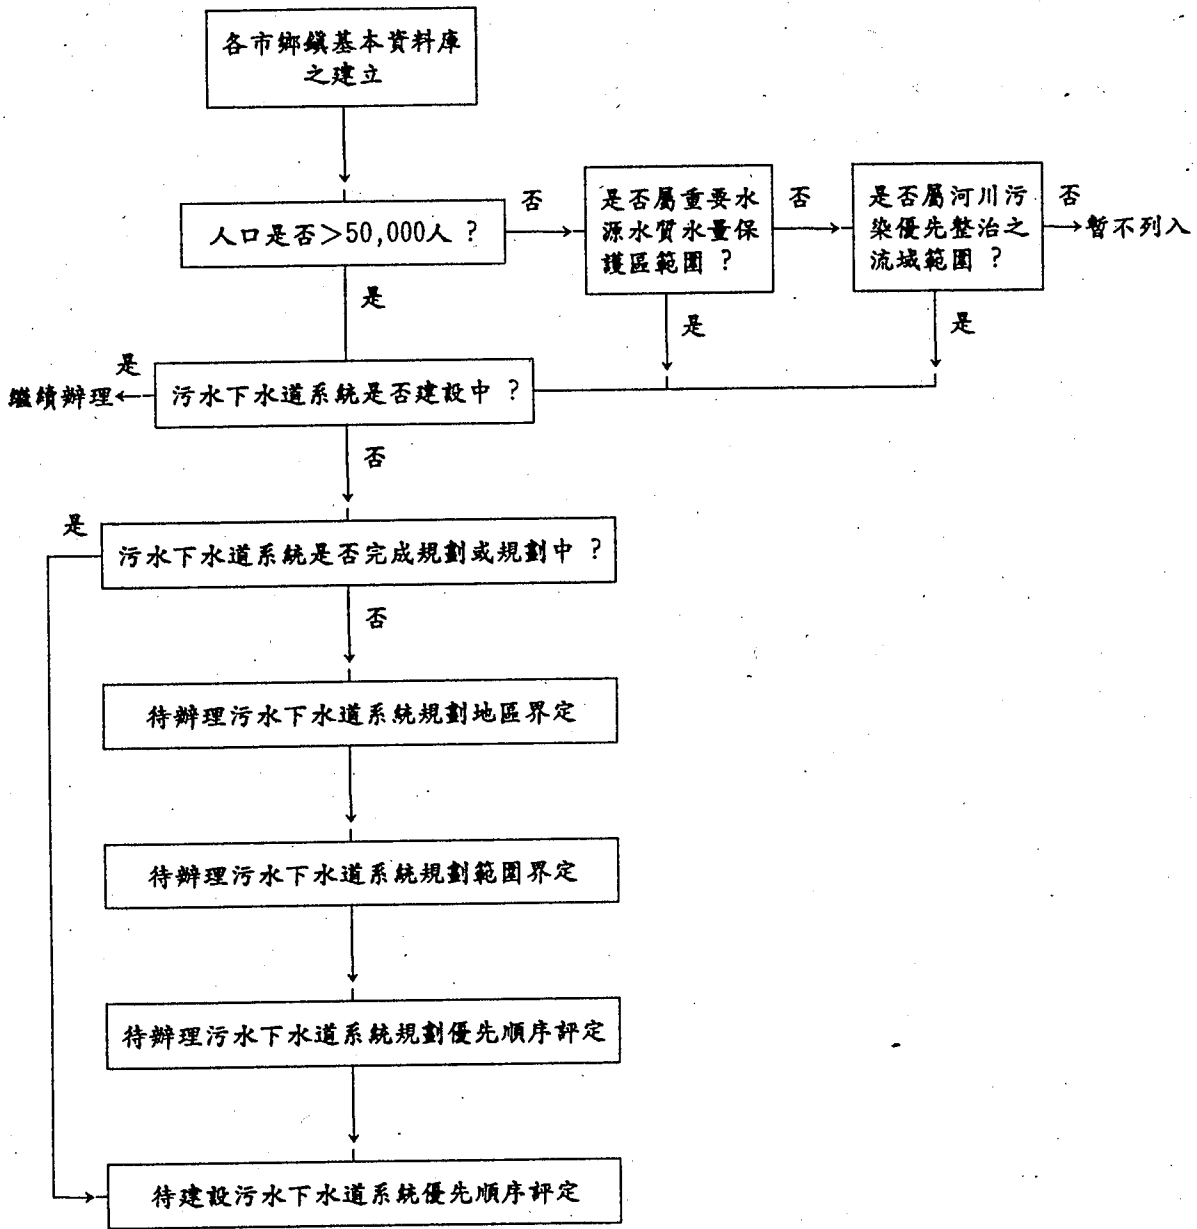 各市鄉鎮基本資料庫
之建立
人口是否＞50,000人 ?
否
是否屬重要水
源水質水量保
護區範圍 ?
否
是否屬河川污
染優先整治之
流域範圍 ?
否
暫不列入
是
是
是
是
繼續辦理
污水下水道系統是否建設中 ?
否
是
污水下水道系統是否完成規劃或規劃中 ?
否
待辦理污水下水道系統規劃地區界定
待辦理污水下水道系統規劃範圍界定
待辦理污水下水道系統規劃優先順序評定
待建設污水下水道系統優先順序評定